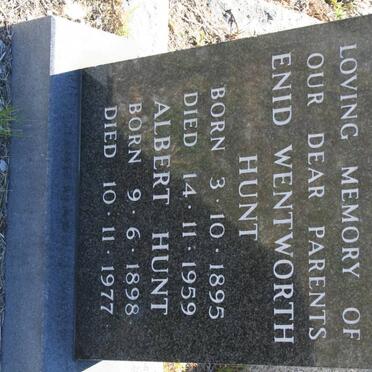 LOVING MEMORY OF
OUR DEAR PARENTS
ENID WENTWORTH
HUNT
BORN 3·10·1895
DIED 14·11·1959
ALBERT HUNT
BORN 9·6·1898
DIED 10·11·1977